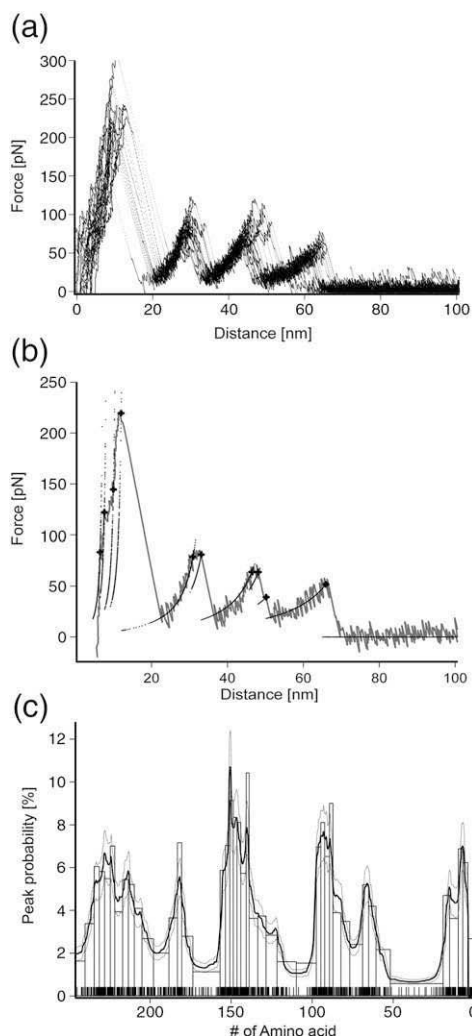 (a)
300
250
200
150
100
50
0
Force [pN]
0 20 40 60 80 100
Distance [nm]
(b)
250
200
150
100
50
0
Force [pN]
20 40 60 80 100
Distance [nm]
(c)
12
10
8
6
4
2
0
Peak probability [%]
200 150 100 50 0
# of Amino acid